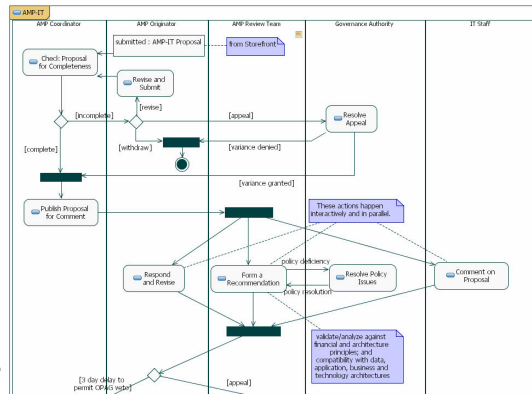 AMP-IT
AMP Coordinator
AMP Originator
AMP Review Team
Governance Authority
IT Staff
submitted : AMP-IT Proposal
from Storefront
Check: Proposal
for Completeness
Revise and
Submit
[revise]
[incomplete]
[appeal]
Resolve
Appeal
[complete]
[withdraw]
[variance denied]
[variance granted]
Publish Proposal
for Comment
These actions happen
interactively and in parallel.
Respond
and Revise
Form a
Recommendation
policy deficiency
policy resolution
Resolve Policy
Issues
Comment on
Proposal
validate/analyze against
financial and architecture
principles; and
compatibility with data,
application, business and
technology architectures
[3 day delay to
permit OPAG veto]
[appeal]